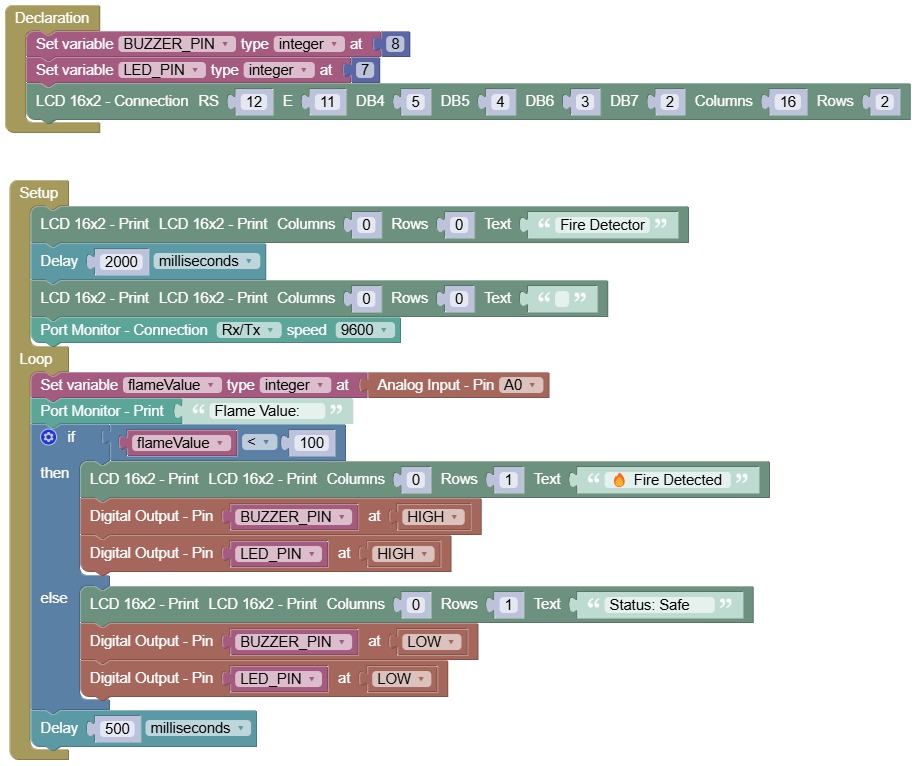 Declaration
Set variable BUZZER_PIN type integer at 8
Set variable LED_PIN type integer at 7
LCD 16x2 - Connection RS 12 E 11 DB4 5 DB5 4 DB6 3 DB7 2 Columns 16 Rows 2
Setup
LCD 16x2 - Print LCD 16x2 - Print Columns 0 Rows 0 Text “ Fire Detector ”
Delay 2000 milliseconds
LCD 16x2 - Print LCD 16x2 - Print Columns 0 Rows 0 Text “ ”
Port Monitor - Connection Rx/Tx speed 9600
Loop
Set variable flameValue type integer at Analog Input - Pin A0
Port Monitor - Print “ Flame Value: ”
if flameValue < 100
then
LCD 16x2 - Print LCD 16x2 - Print Columns 0 Rows 1 Text “ 🔥 Fire Detected ”
Digital Output - Pin BUZZER_PIN at HIGH
Digital Output - Pin LED_PIN at HIGH
else
LCD 16x2 - Print LCD 16x2 - Print Columns 0 Rows 1 Text “ Status: Safe ”
Digital Output - Pin BUZZER_PIN at LOW
Digital Output - Pin LED_PIN at LOW
Delay 500 milliseconds